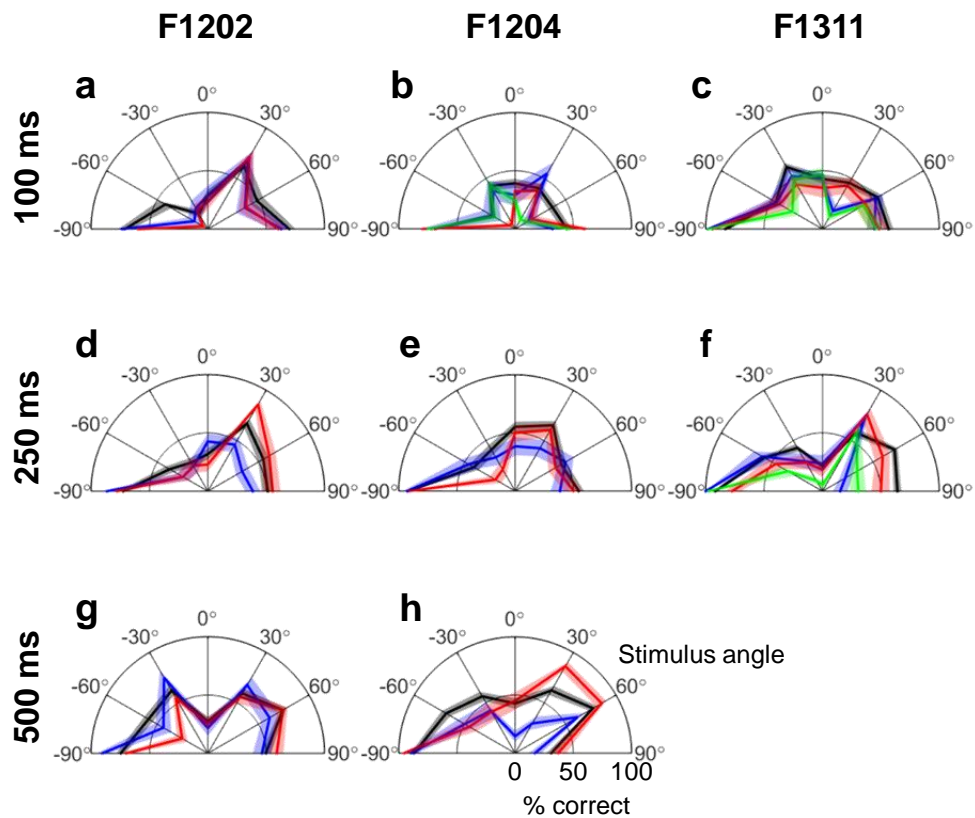 F1202 F1204 F1311
100 ms
a b c
0° 0° 0°
-30° 30° -30° 30° -30° 30°
-60° 60° -60° 60° -60° 60°
-90° 90° -90° 90° -90° 90°
250 ms
d e f
0° 0° 0°
-30° 30° -30° 30° -30° 30°
-60° 60° -60° 60° -60° 60°
-90° 90° -90° 90° -90° 90°
500 ms
g h
0° 0°
-30° 30° -30° 30° Stimulus angle
-60° 60° -60° 60°
-90° 90° -90° 90°
0 50 100
% correct